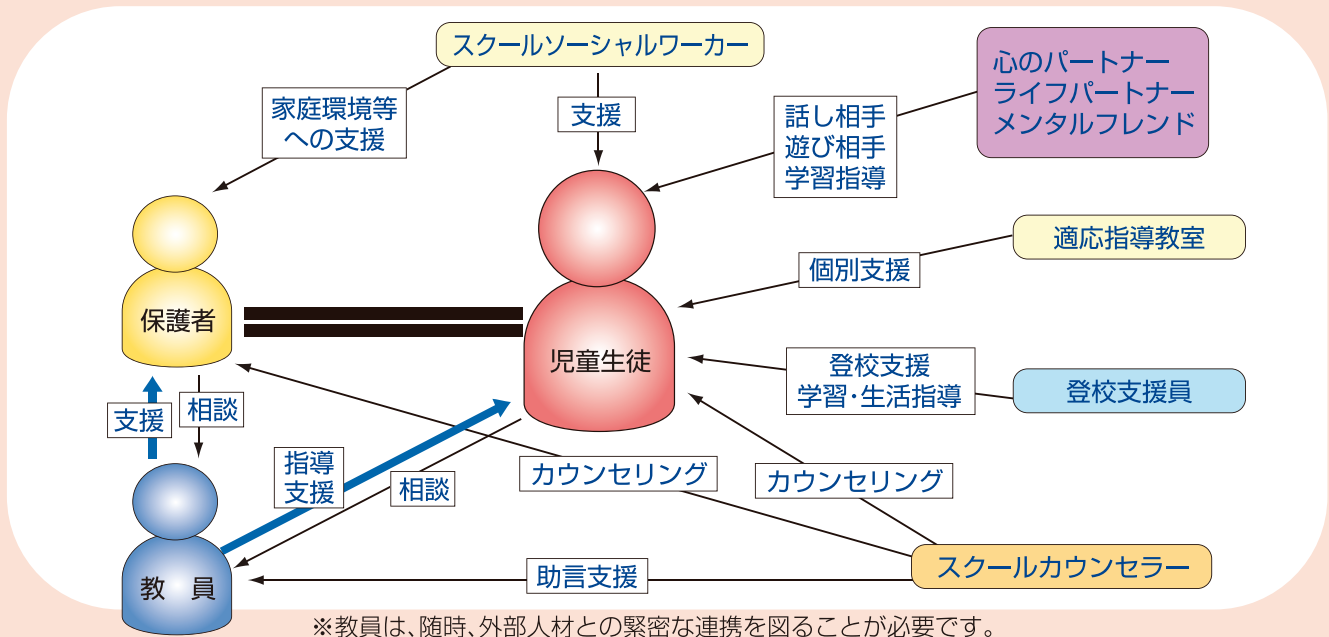 スクールソーシャルワーカー
心のパートナー
ライフパートナー
メンタルフレンド
家庭環境等
への支援
支援
話し相手
遊び相手
学習指導
適応指導教室
個別支援
保護者
児童生徒
登校支援
学習・生活指導
登校支援員
支援
相談
指導
支援
相談
カウンセリング
カウンセリング
スクールカウンセラー
教　員
助言支援
※教員は、随時、外部人材との緊密な連携を図ることが必要です。